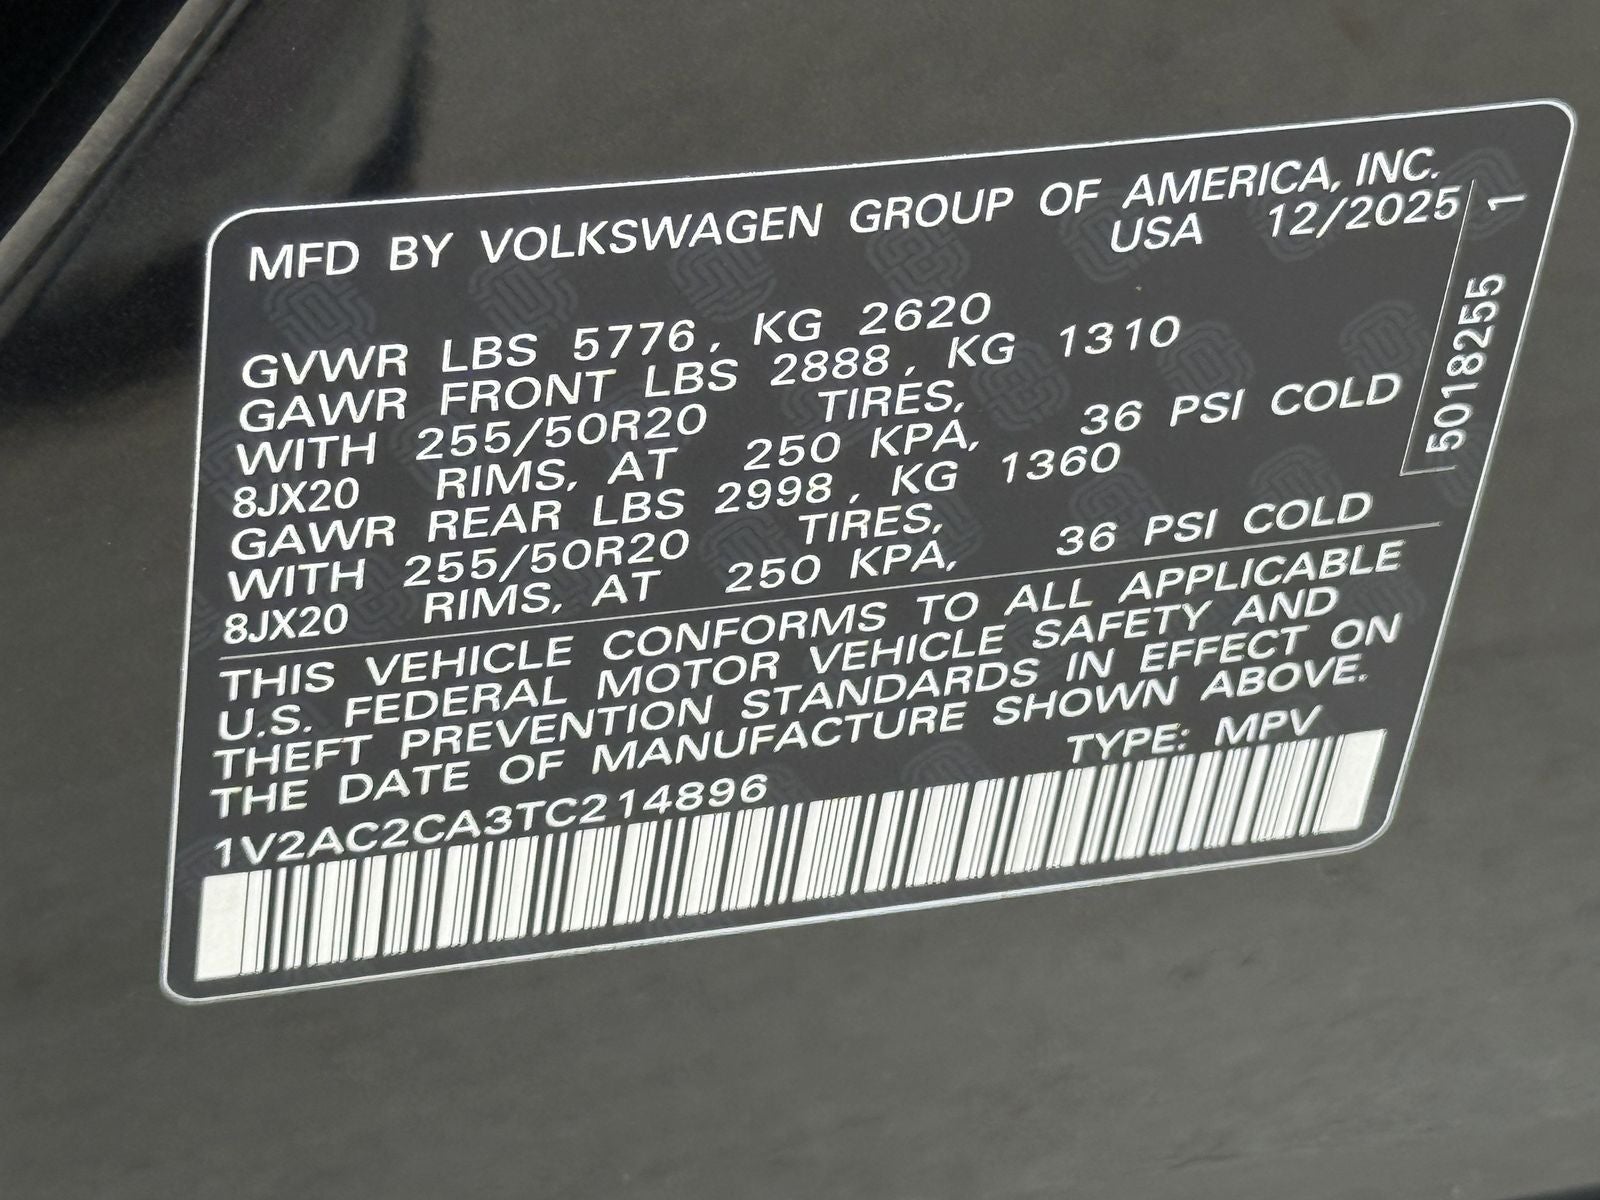 MFD BY VOLKSWAGEN GROUP OF AMERICA, INC.
USA 12/2025
GVWR LBS 5776, KG 2620
GAWR FRONT LBS 2888, KG 1310
WITH 255/50R20 TIRES,
8JX20 RIMS, AT 250 KPA, 36 PSI COLD
GAWR REAR LBS 2998, KG 1360
WITH 255/50R20 TIRES,
8JX20 RIMS, AT 250 KPA, 36 PSI COLD
THIS VEHICLE CONFORMS TO ALL APPLICABLE
U.S. FEDERAL MOTOR VEHICLE SAFETY AND
THEFT PREVENTION STANDARDS IN EFFECT ON
THE DATE OF MANUFACTURE SHOWN ABOVE.
TYPE: MPV
1V2AC2CA3TC214896
5018255 1